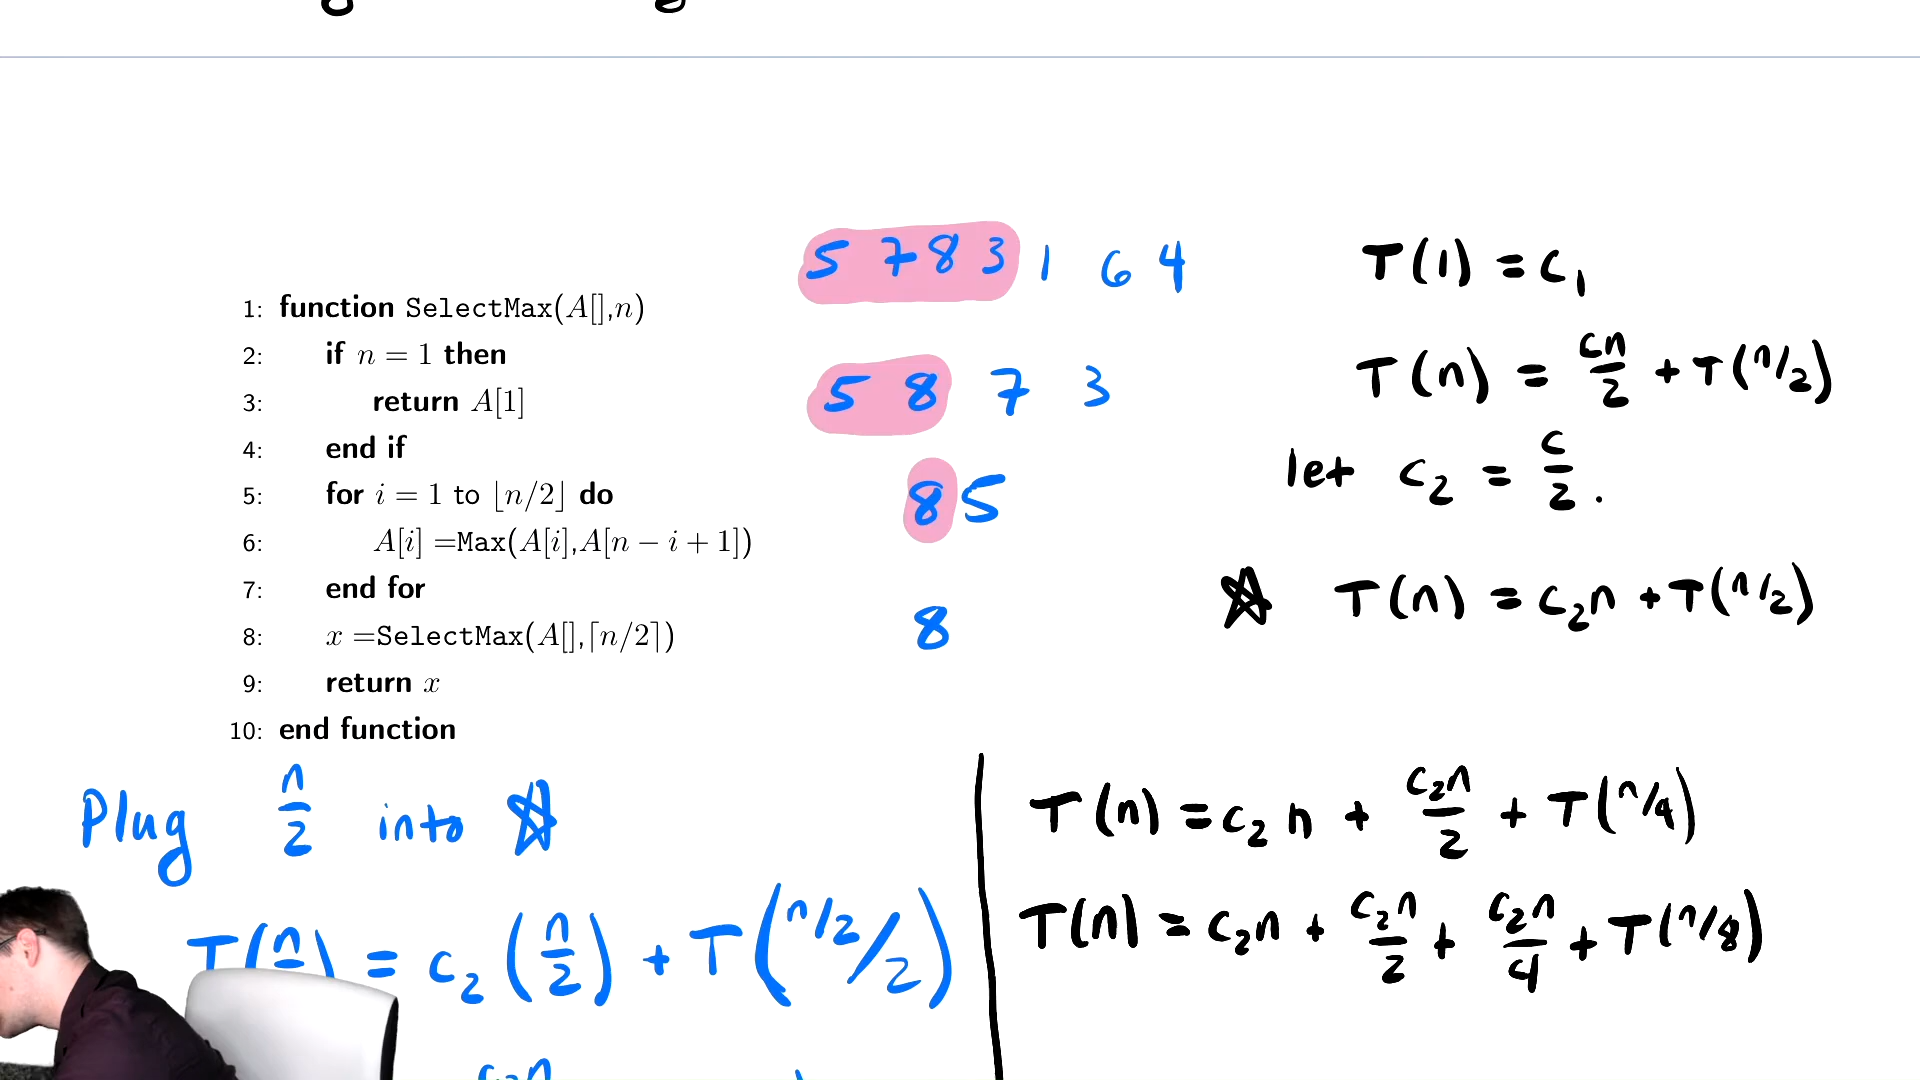 1: function SelectMax(A[],n)
2: if n = 1 then
3: return A[1]
4: end if
5: for i = 1 to ⌊n/2⌋ do
6: A[i] =Max(A[i],A[n − i + 1])
7: end for
8: x =SelectMax(A[],⌈n/2⌉)
9: return x
10: end function
5 7 8 3 1 6 4
5 8 7 3
8 5
8
T(1) = c₁
T(n) = cn/2 + T(n/2)
let c₂ = c/2.
☆ T(n) = c₂n + T(n/2)
Plug n/2 into ☆
T(n/ ) = c₂(n/2) + T(n/2/2)
c₂n
T(n) = c₂n + c₂n/2 + T(n/4)
T(n) = c₂n + c₂n/2 + c₂n/4 + T(n/8)